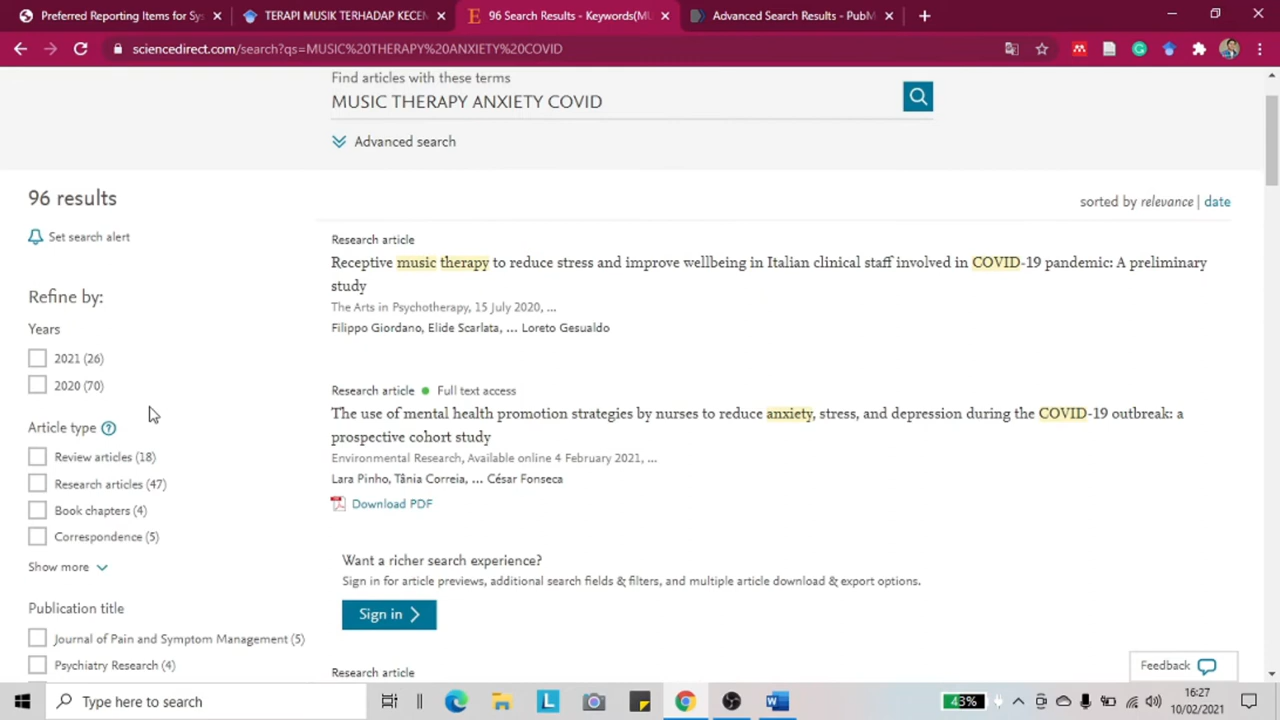 Preferred Reporting Items for Sys
TERAPI MUSIK TERHADAP KECEM
96 Search Results - Keywords(MU
Advanced Search Results - PubM
sciencedirect.com/search?qs=MUSIC%20THERAPY%20ANXIETY%20COVID
Find articles with these terms
MUSIC THERAPY ANXIETY COVID
Advanced search
96 results
sorted by relevance | date
Set search alert
Refine by:
Years
2021 (26)
2020 (70)
Article type
Review articles (18)
Research articles (47)
Book chapters (4)
Correspondence (5)
Show more
Publication title
Journal of Pain and Symptom Management (5)
Psychiatry Research (4)
Research article
Receptive music therapy to reduce stress and improve wellbeing in Italian clinical staff involved in COVID-19 pandemic: A preliminary
study
The Arts in Psychotherapy, 15 July 2020, ...
Filippo Giordano, Elide Scarlata, ... Loreto Gesualdo
Research article Full text access
The use of mental health promotion strategies by nurses to reduce anxiety, stress, and depression during the COVID-19 outbreak: a
prospective cohort study
Environmental Research, Available online 4 February 2021, ...
Lara Pinho, Tânia Correia, ... César Fonseca
Download PDF
Want a richer search experience?
Sign in for article previews, additional search fields & filters, and multiple article download & export options.
Sign in
Research article
Feedback
Type here to search
43%
16:27
10/02/2021